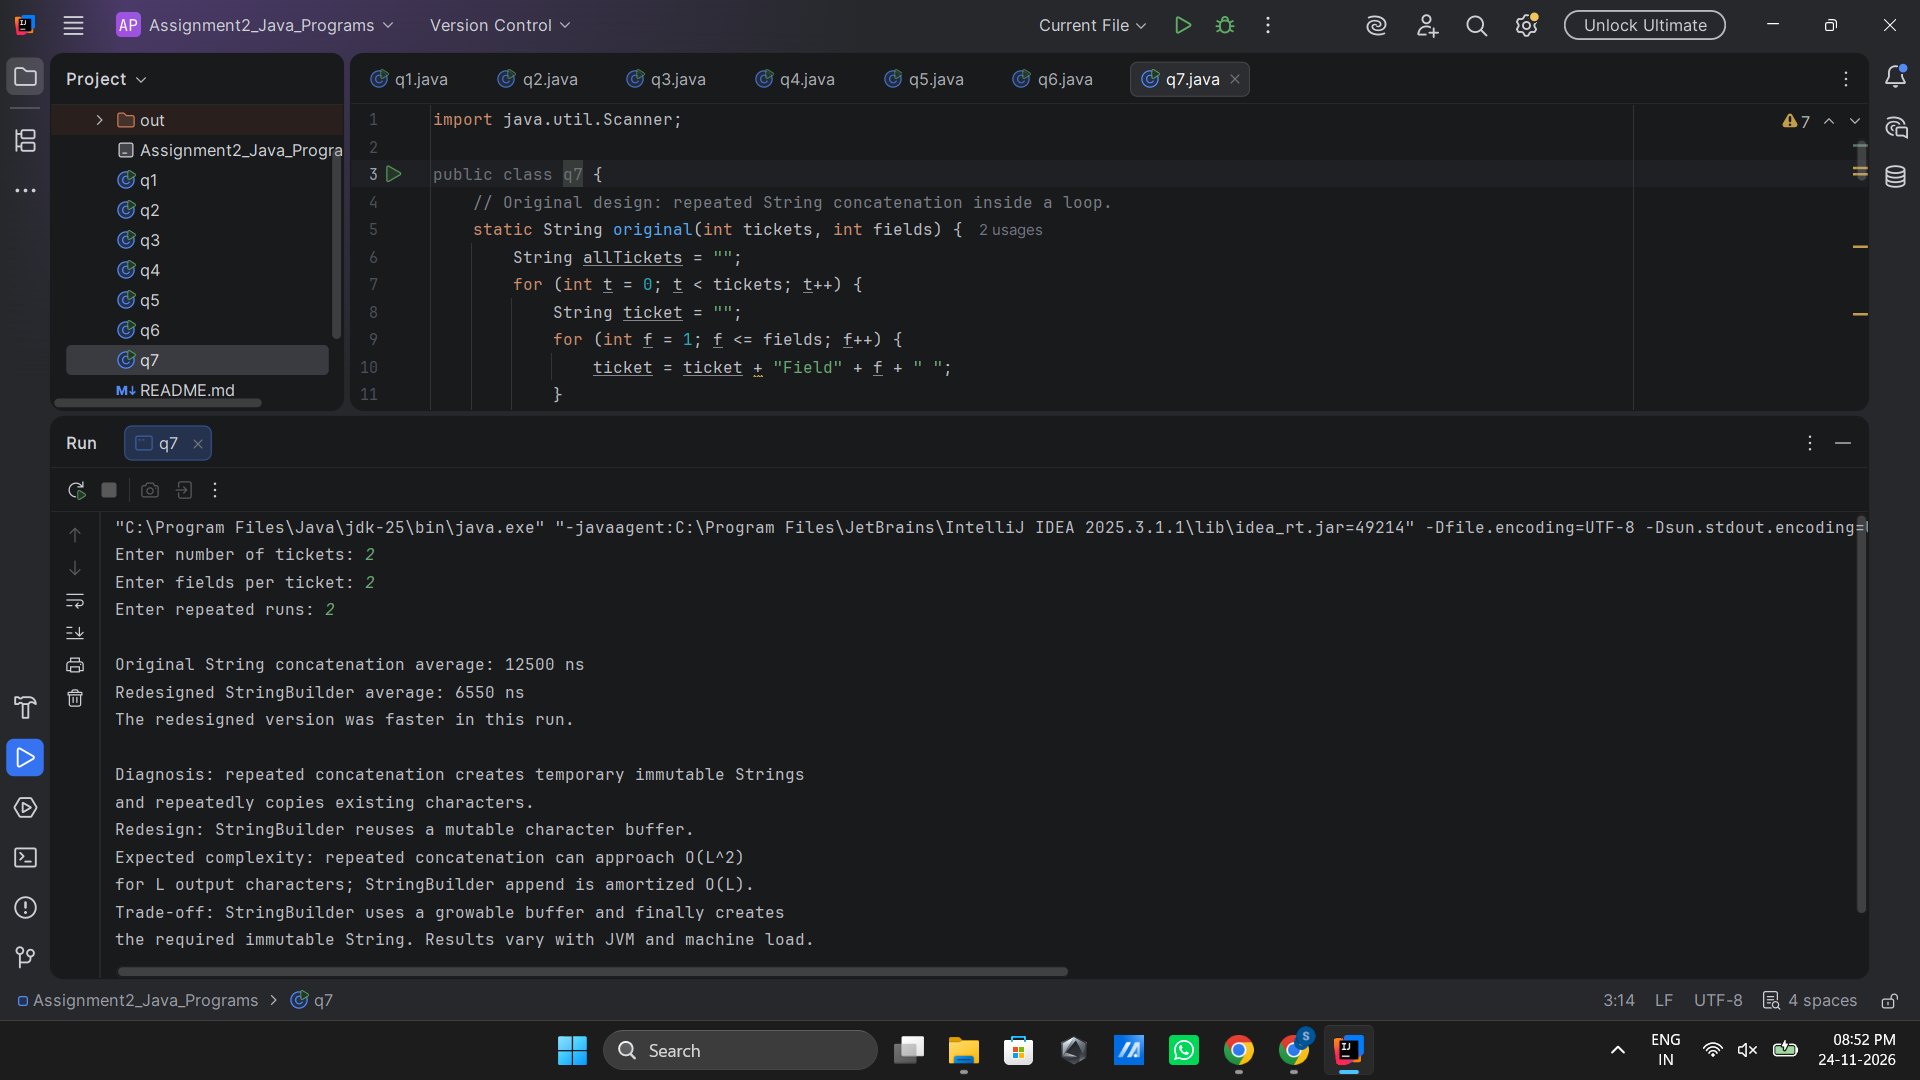 AP Assignment2_Java_Programs Version Control Current File Unlock Ultimate
Project
out
Assignment2_Java_Progra
q1
q2
q3
q4
q5
q6
q7
README.md
q1.java q2.java q3.java q4.java q5.java q6.java q7.java
7
1 import java.util.Scanner;
2
3 public class q7 {
4 // Original design: repeated String concatenation inside a loop.
5 static String original(int tickets, int fields) { 2 usages
6 String allTickets = "";
7 for (int t = 0; t < tickets; t++) {
8 String ticket = "";
9 for (int f = 1; f <= fields; f++) {
10 ticket = ticket + "Field" + f + " ";
11 }
Run q7
"C:\Program Files\Java\jdk-25\bin\java.exe" "-javaagent:C:\Program Files\JetBrains\IntelliJ IDEA 2025.3.1.1\lib\idea_rt.jar=49214" -Dfile.encoding=UTF-8 -Dsun.stdout.encoding=
Enter number of tickets: 2
Enter fields per ticket: 2
Enter repeated runs: 2
Original String concatenation average: 12500 ns
Redesigned StringBuilder average: 6550 ns
The redesigned version was faster in this run.
Diagnosis: repeated concatenation creates temporary immutable Strings
and repeatedly copies existing characters.
Redesign: StringBuilder reuses a mutable character buffer.
Expected complexity: repeated concatenation can approach O(L^2)
for L output characters; StringBuilder append is amortized O(L).
Trade-off: StringBuilder uses a growable buffer and finally creates
the required immutable String. Results vary with JVM and machine load.
Assignment2_Java_Programs q7 3:14 LF UTF-8 4 spaces
Search
ENG
IN
08:52 PM
24-11-2026